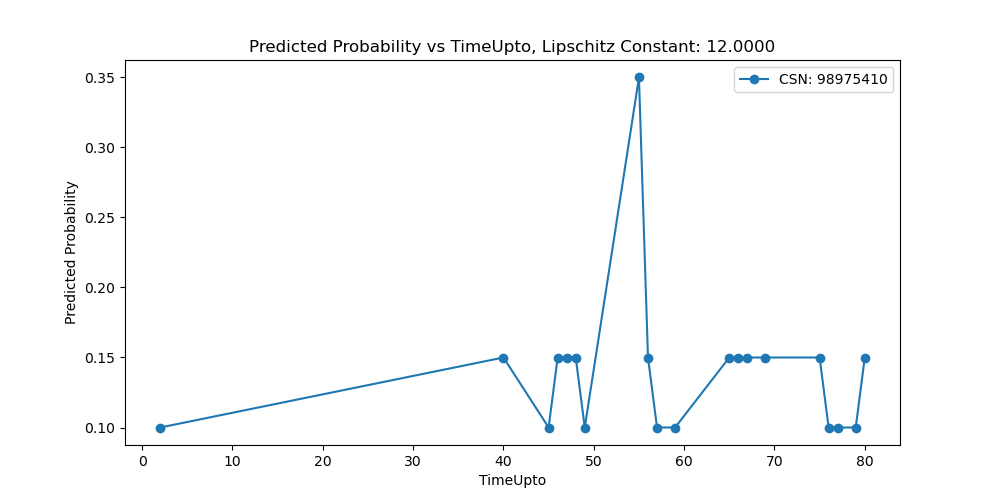 Predicted Probability vs TimeUpto, Lipschitz Constant: 12.0000
CSN: 98975410
Predicted Probability
0.35
0.30
0.25
0.20
0.15
0.10
0 10 20 30 40 50 60 70 80
TimeUpto